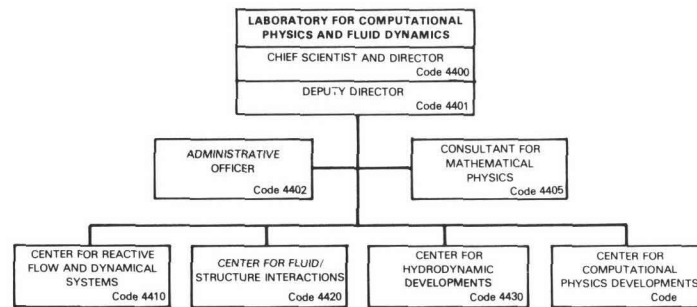 LABORATORY FOR COMPUTATIONAL
PHYSICS AND FLUID DYNAMICS
CHIEF SCIENTIST AND DIRECTOR
Code 4400
DEPUTY DIRECTOR
Code 4401
ADMINISTRATIVE
OFFICER
Code 4402
CONSULTANT FOR
MATHEMATICAL
PHYSICS
Code 4405
CENTER FOR REACTIVE
FLOW AND DYNAMICAL
SYSTEMS
Code 4410
CENTER FOR FLUID/
STRUCTURE INTERACTIONS
Code 4420
CENTER FOR
HYDRODYNAMIC
DEVELOPMENTS
Code 4430
CENTER FOR
COMPUTATIONAL
PHYSICS DEVELOPMENTS
Code